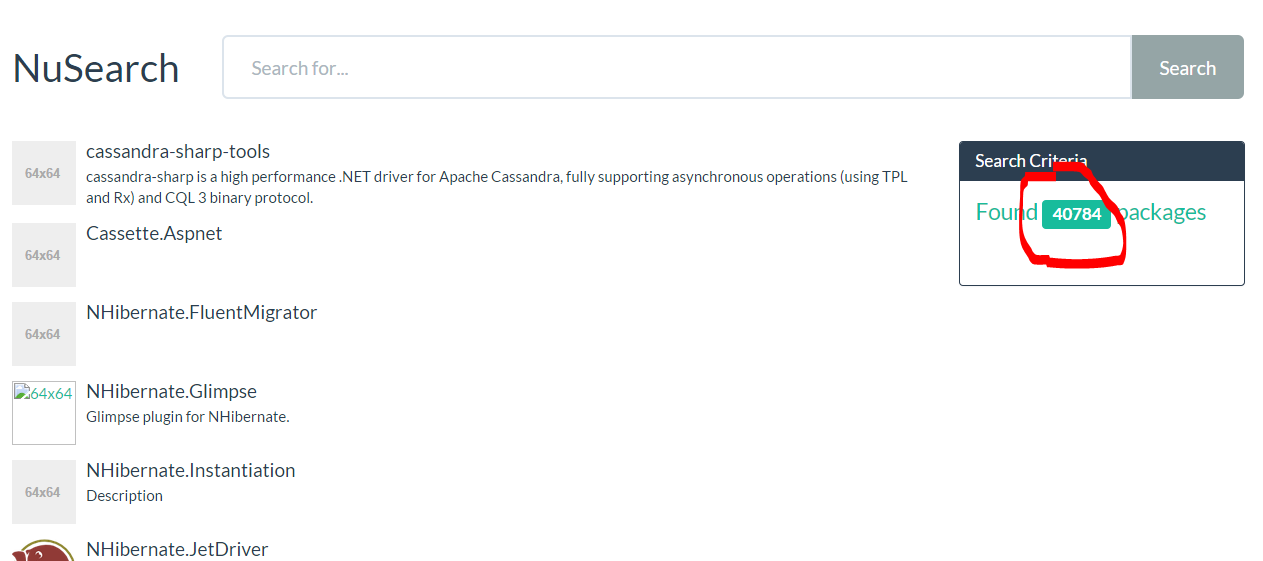 NuSearch
Search for...
Search
64x64
cassandra-sharp-tools
cassandra-sharp is a high performance .NET driver for Apache Cassandra, fully supporting asynchronous operations (using TPL
and Rx) and CQL 3 binary protocol.
64x64
Cassette.Aspnet
64x64
NHibernate.FluentMigrator
64x64
NHibernate.Glimpse
Glimpse plugin for NHibernate.
64x64
NHibernate.Instantiation
Description
NHibernate.JetDriver
Search Criteria
Found 40784 packages